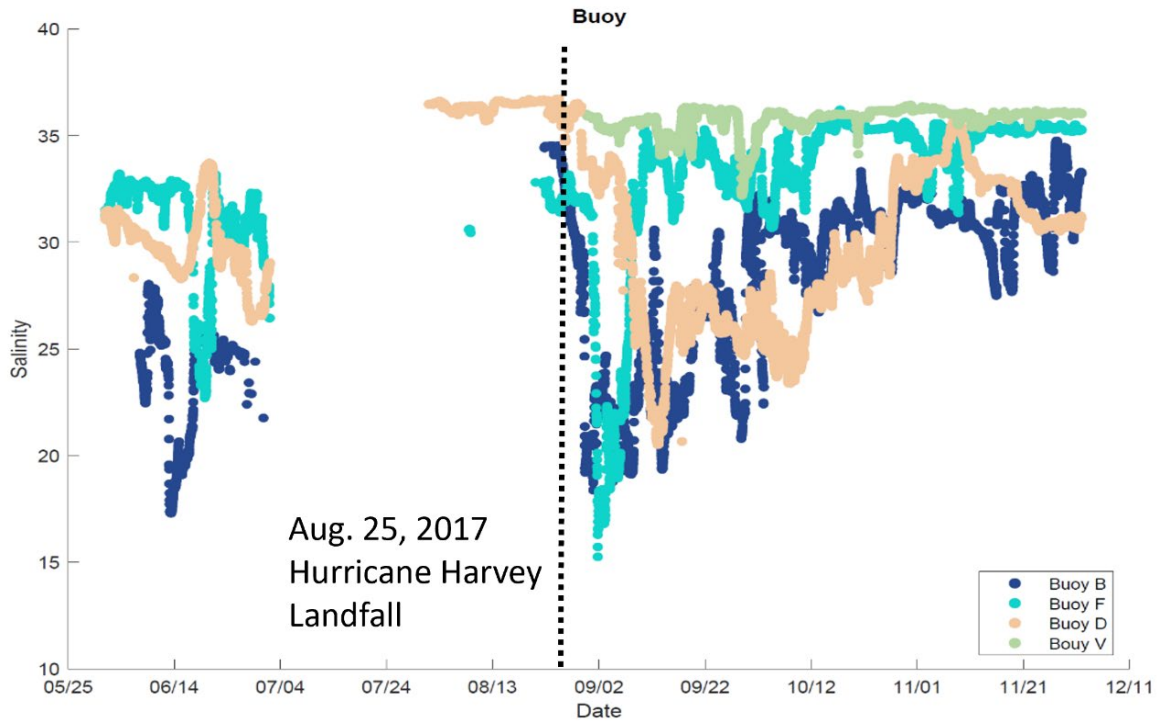 Buoy
40
35
30
25
20
15
10
Salinity
05/25 06/14 07/04 07/24 08/13 09/02 09/22 10/12 11/01 11/21 12/11
Date
Aug. 25, 2017
Hurricane Harvey
Landfall
Buoy B
Buoy F
Buoy D
Bouy V